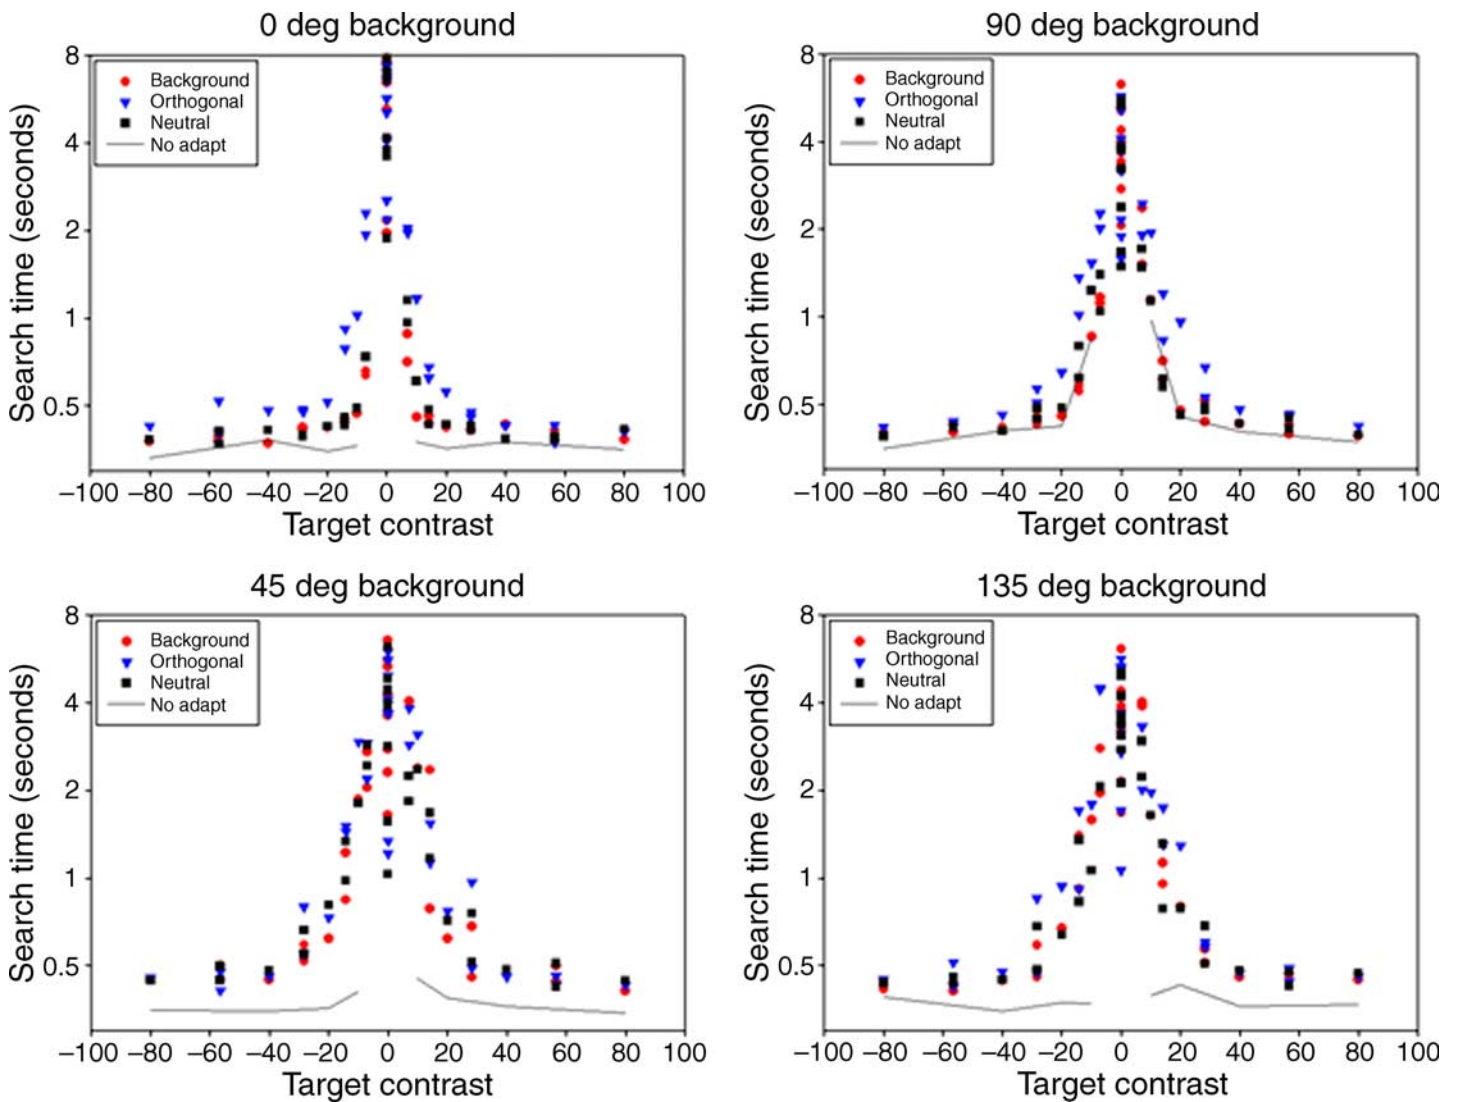 0 deg background
8
4
2
1
0.5
Search time (seconds)
Background
Orthogonal
Neutral
No adapt
−100 −80 −60 −40 −20 0 20 40 60 80 100
Target contrast
90 deg background
8
4
2
1
0.5
Search time (seconds)
Background
Orthogonal
Neutral
No adapt
−100 −80 −60 −40 −20 0 20 40 60 80 100
Target contrast
45 deg background
8
4
2
1
0.5
Search time (seconds)
Background
Orthogonal
Neutral
No adapt
−100 −80 −60 −40 −20 0 20 40 60 80 100
Target contrast
135 deg background
8
4
2
1
0.5
Search time (seconds)
Background
Orthogonal
Neutral
No adapt
−100 −80 −60 −40 −20 0 20 40 60 80 100
Target contrast